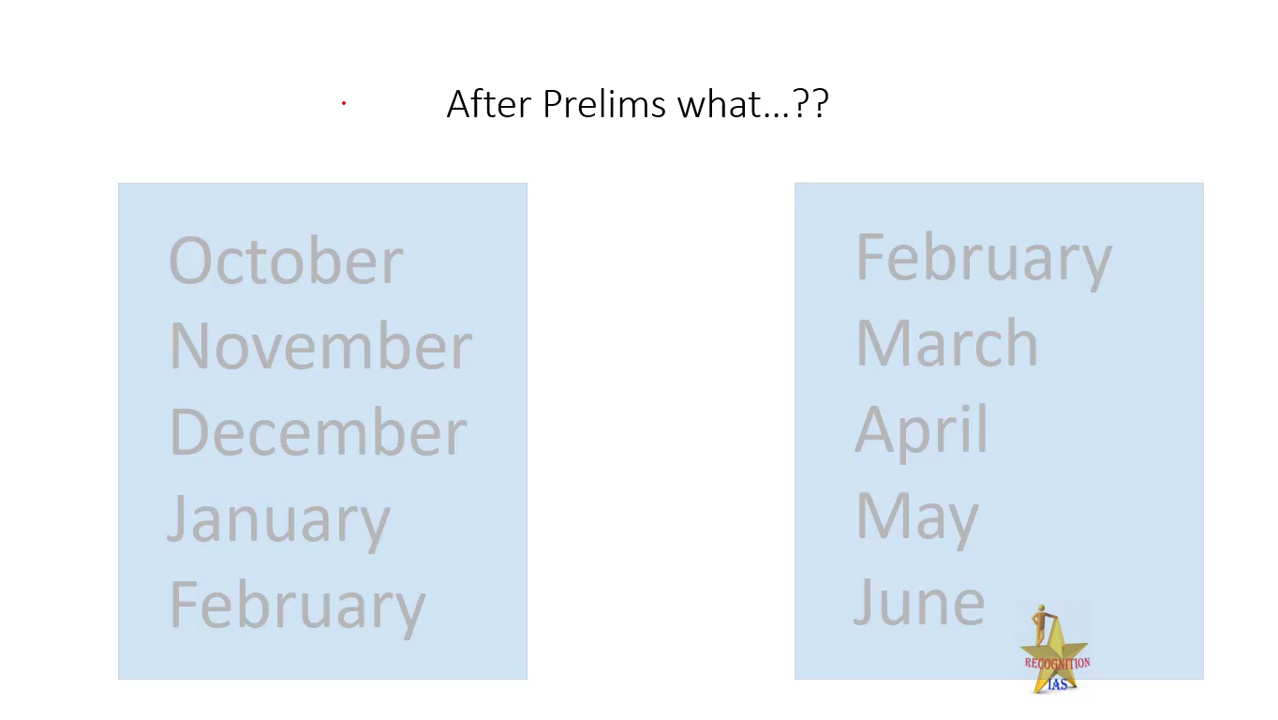 After Prelims what...??
October
November
December
January
February
February
March
April
May
June
RECOGNITION
IAS